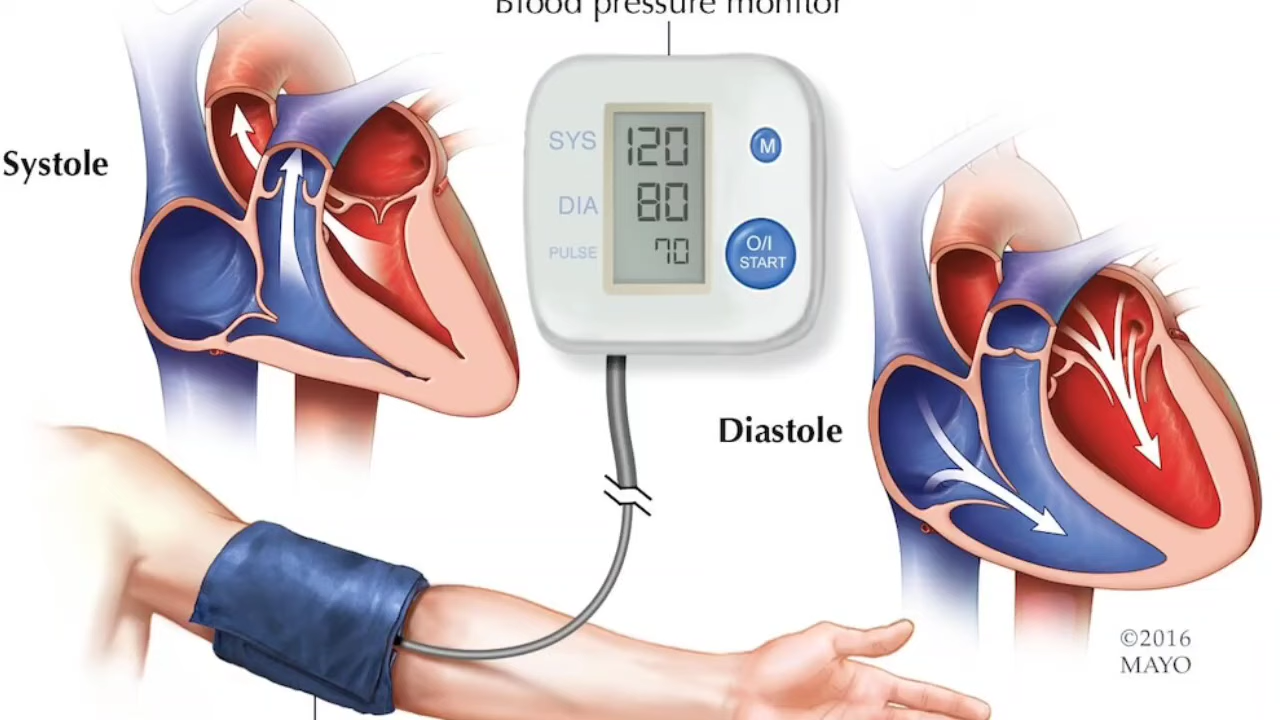 Blood pressure monitor
Systole
SYS 120
DIA 80
PULSE 70
M
O/I
START
Diastole
©2016
MAYO